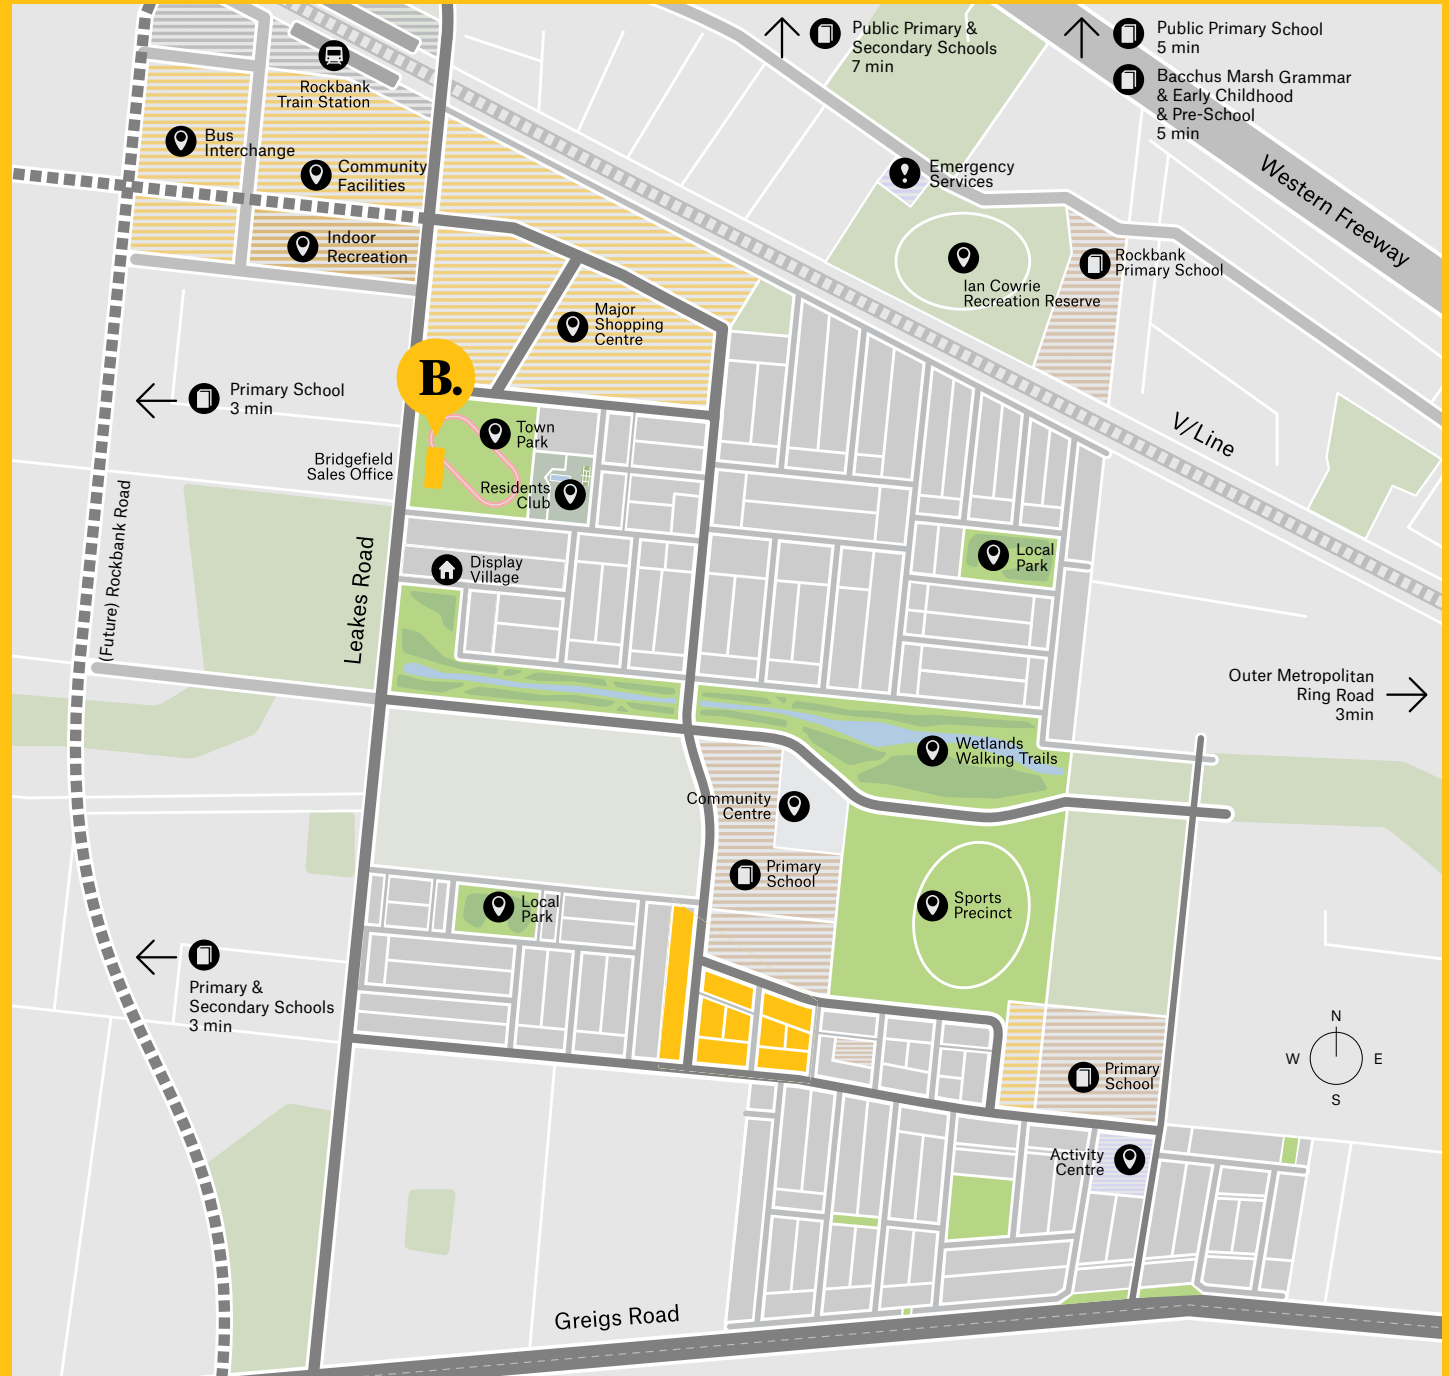 Public Primary &
Secondary Schools
7 min
Public Primary School
5 min
Bacchus Marsh Grammar
& Early Childhood
& Pre-School
5 min
Western Freeway
Rockbank
Train Station
Bus
Interchange
Community
Facilities
Indoor
Recreation
Emergency
Services
Ian Cowrie
Recreation Reserve
Rockbank
Primary School
Major
Shopping
Centre
B.
Primary School
3 min
Town
Park
V/Line
Bridgefield
Sales Office
Residents
Club
(Future) Rockbank Road
Leakes Road
Display
Village
Local
Park
Outer Metropolitan
Ring Road
3min
Wetlands
Walking Trails
Community
Centre
Primary
School
Local
Park
Sports
Precinct
Primary &
Secondary Schools
3 min
N
W
E
S
Primary
School
Activity
Centre
Greigs Road